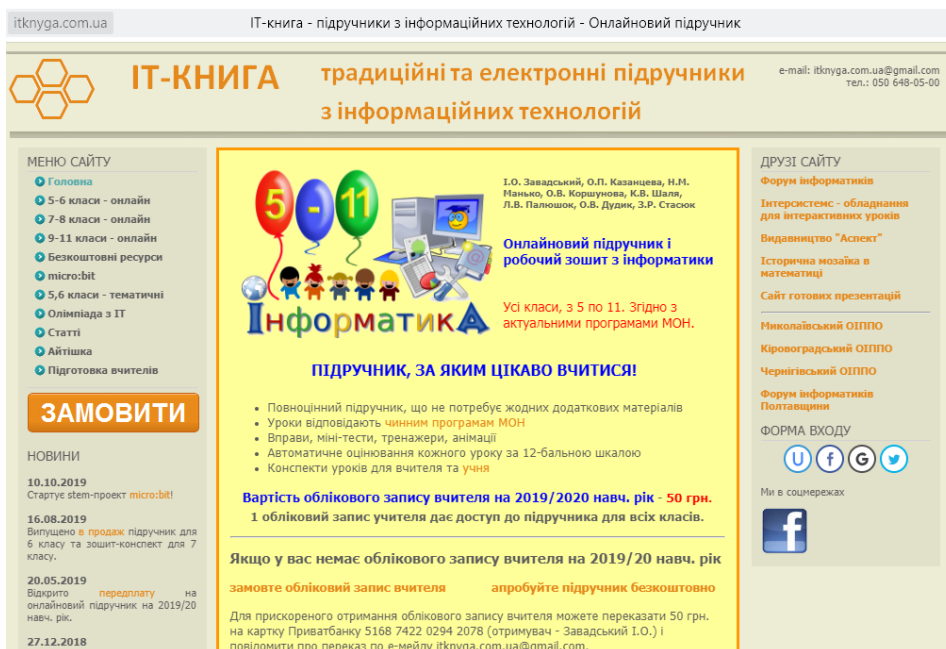 itknyga.com.ua
ІТ-книга - підручники з інформаційних технологій - Онлайновий підручник
ІТ-КНИГА
традиційні та електронні підручники
з інформаційних технологій
e-mail: itknyga.com.ua@gmail.com
тел.: 050 648-05-00
МЕНЮ САЙТУ
Головна
5-6 класи - онлайн
7-8 класи - онлайн
9-11 класи - онлайн
Безкоштовні ресурси
micro:bit
5,6 класи - тематичні
Олімпіада з ІТ
Статті
Айтішка
Підготовка вчителів
ЗАМОВИТИ
НОВИНИ
10.10.2019
Стартує stem-проект micro:bit!
16.08.2019
Випущено в продаж підручник для
6 класу та зошит-конспект для 7
класу.
20.05.2019
Відкрито передплату на
онлайновий підручник на 2019/20
навч. рік.
27.12.2018
5 - 11
Інформатика
І.О. Завадський, О.П. Казанцева, Н.М.
Манько, О.В. Коршунова, К.В. Шаля,
Л.В. Палюшок, О.В. Дудик, З.Р. Стасюк
Онлайновий підручник і
робочий зошит з інформатики
Усі класи, з 5 по 11. Згідно з
актуальними програмами МОН.
ПІДРУЧНИК, ЗА ЯКИМ ЦІКАВО ВЧИТИСЯ!
Повноцінний підручник, що не потребує жодних додаткових матеріалів
Уроки відповідають чинним програмам МОН
Вправи, міні-тести, тренажери, анімації
Автоматичне оцінювання кожного уроку за 12-бальною шкалою
Конспекти уроків для вчителя та учня
Вартість облікового запису вчителя на 2019/2020 навч. рік - 50 грн.
1 обліковий запис учителя дає доступ до підручника для всіх класів.
Якщо у вас немає облікового запису вчителя на 2019/20 навч. рік
замовте обліковий запис вчителя апробуйте підручник безкоштовно
Для прискореного отримання облікового запису вчителя можете переказати 50 грн.
на картку Приватбанку 5168 7422 0294 2078 (отримувач - Завадський І.О.) і
повідомити про переказ по е-мейлу itknyga.com.ua@gmail.com.
ДРУЗІ САЙТУ
Форум інформатиків
Інтерсистемс - обладнання
для інтерактивних уроків
Видавництво "Аспект"
Історична мозаїка в
математиці
Сайт готових презентацій
Миколаївський ОІППО
Кіровоградський ОІППО
Чернігівський ОІППО
Форум інформатиків
Полтавщини
ФОРМА ВХОДУ
U f G
Ми в соцмережах
f